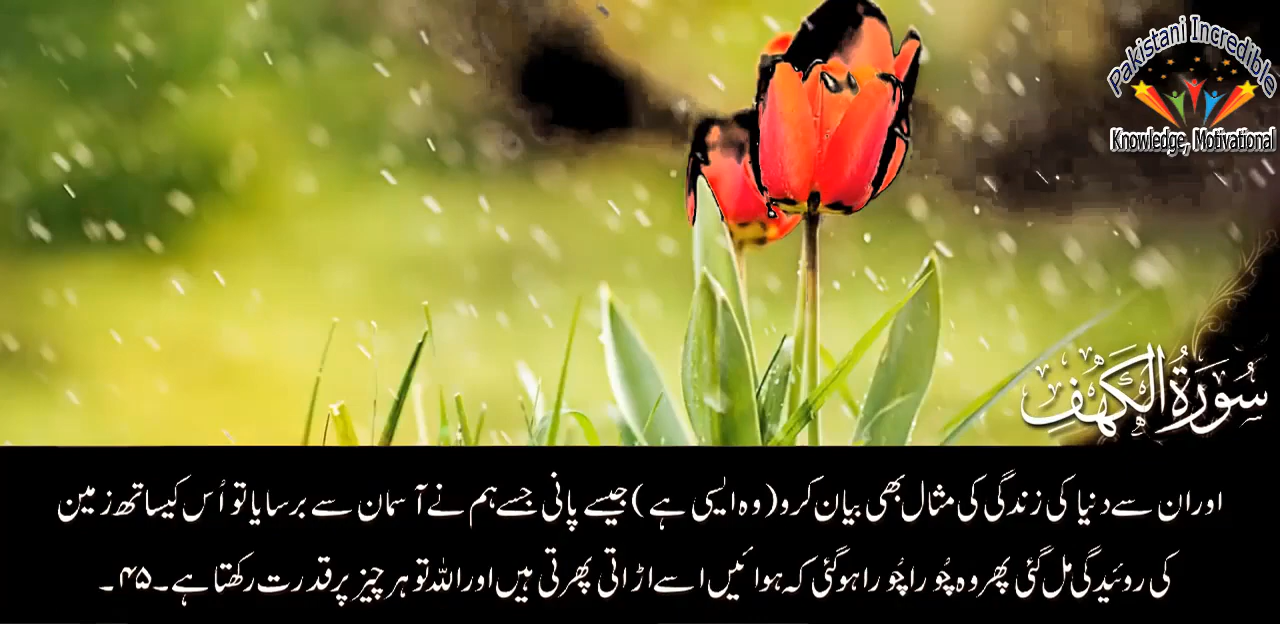 Pakistani Incredible
Knowledge, Motivational
سُورَةُ الْكَهْفِ
اور ان سے دنیا کی زندگی کی مثال بھی بیان کرو (وہ ایسی ہے) جیسے پانی جسے ہم نے آسمان سے برسایا تو اُس کیساتھ زمین
کی روئیدگی مل گئی پھر وہ چُورا چُورا ہوگئی کہ ہوائیں اسے اڑاتی پھرتی ہیں اور اللہ تو ہر چیز پر قدرت رکھتا ہے۔۴۵۔